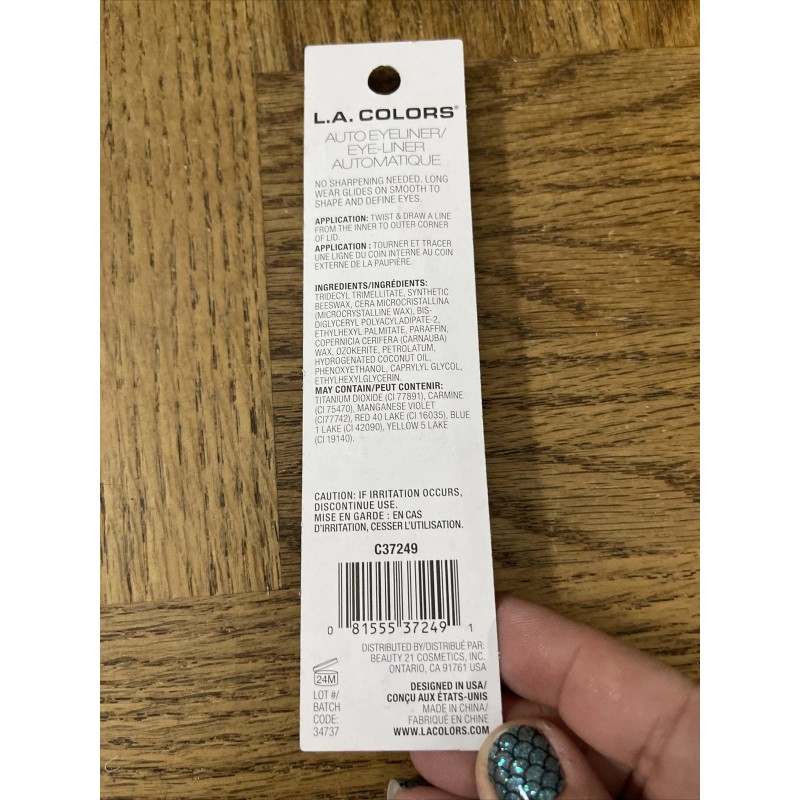 L.A. COLORS®
AUTO EYELINER/
EYE-LINER
AUTOMATIQUE
NO SHARPENING NEEDED. LONG
WEAR GLIDES ON SMOOTH TO
SHAPE AND DEFINE EYES.
APPLICATION: TWIST & DRAW A LINE
FROM THE INNER TO OUTER CORNER
OF LID.
APPLICATION : TOURNER ET TRACER
UNE LIGNE DU COIN INTERNE AU COIN
EXTERNE DE LA PAUPIÈRE.
INGREDIENTS/INGRÉDIENTS:
TRIDECYL TRIMELLITATE, SYNTHETIC
BEESWAX, CERA MICROCRISTALLINA
(MICROCRYSTALLINE WAX), BIS-
DIGLYCERYL POLYACYLADIPATE-2,
ETHYLHEXYL PALMITATE, PARAFFIN,
COPERNICIA CERIFERA (CARNAUBA)
WAX, OZOKERITE, PETROLATUM,
HYDROGENATED COCONUT OIL,
PHENOXYETHANOL, CAPRYLYL GLYCOL,
ETHYLHEXYLGLYCERIN.
MAY CONTAIN/PEUT CONTENIR:
TITANIUM DIOXIDE (CI 77891), CARMINE
(CI 75470), MANGANESE VIOLET
(CI77742), RED 40 LAKE (CI 16035), BLUE
1 LAKE (CI 42090), YELLOW 5 LAKE
(CI 19140).
CAUTION: IF IRRITATION OCCURS,
DISCONTINUE USE.
MISE EN GARDE : EN CAS
D'IRRITATION, CESSER L'UTILISATION.
C37249
0 81555 37249 1
DISTRIBUTED BY/DISTRIBUÉ PAR:
BEAUTY 21 COSMETICS, INC.
ONTARIO, CA 91761 USA
24M
LOT #/
BATCH
CODE:
34737
DESIGNED IN USA/
CONÇU AUX ÉTATS-UNIS
MADE IN CHINA/
FABRIQUÉ EN CHINE
WWW.LACOLORS.COM